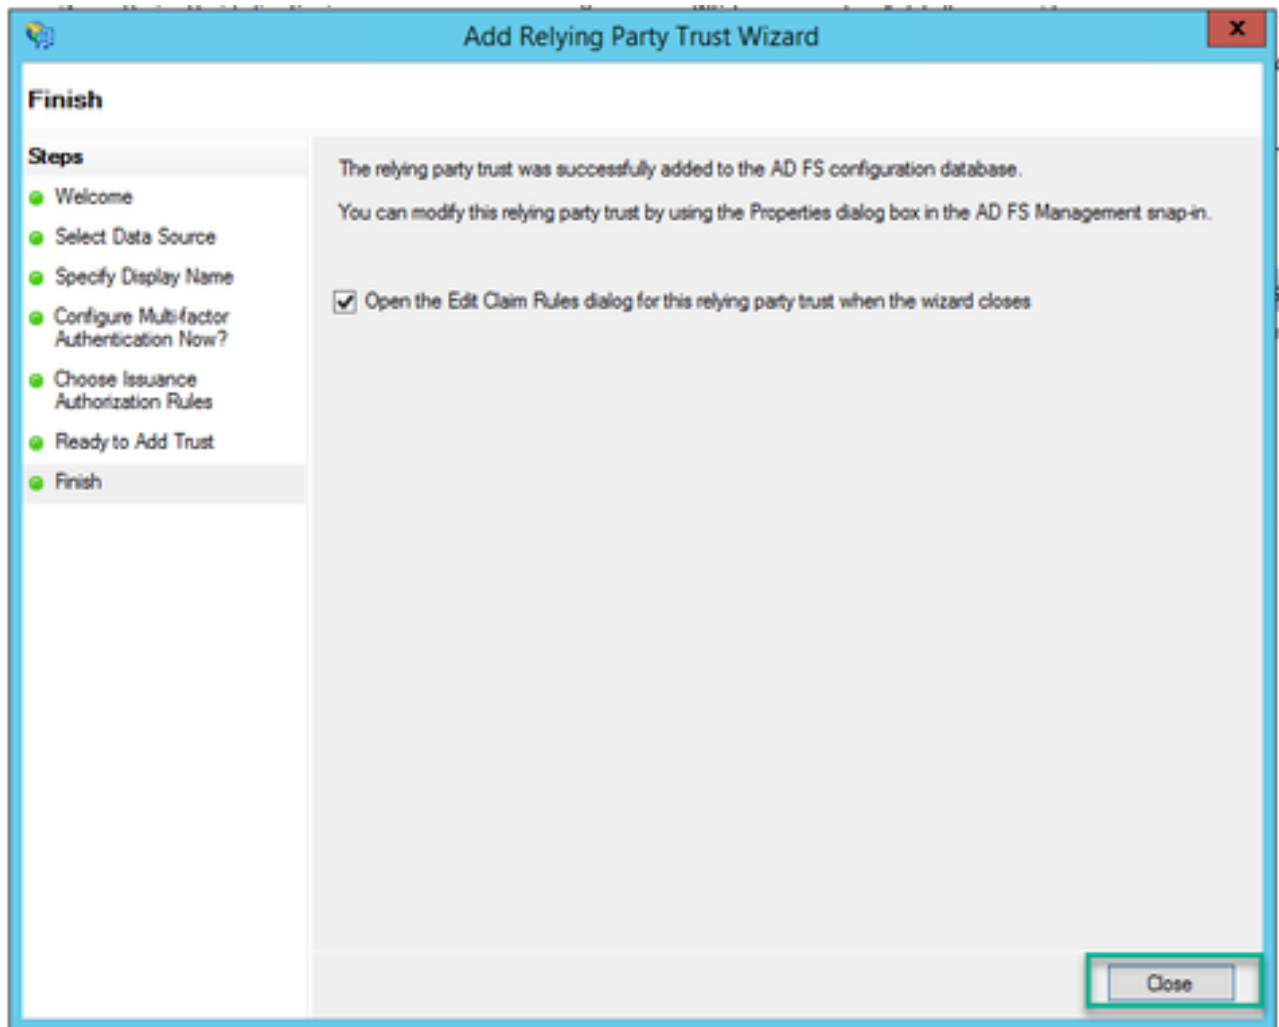 Add Relying Party Trust Wizard
x
Finish
Steps
Welcome
Select Data Source
Specify Display Name
Configure Multi-factor
Authentication Now?
Choose Issuance
Authorization Rules
Ready to Add Trust
Finish
The relying party trust was successfully added to the AD FS configuration database.
You can modify this relying party trust by using the Properties dialog box in the AD FS Management snap-in.
Open the Edit Claim Rules dialog for this relying party trust when the wizard closes
Close